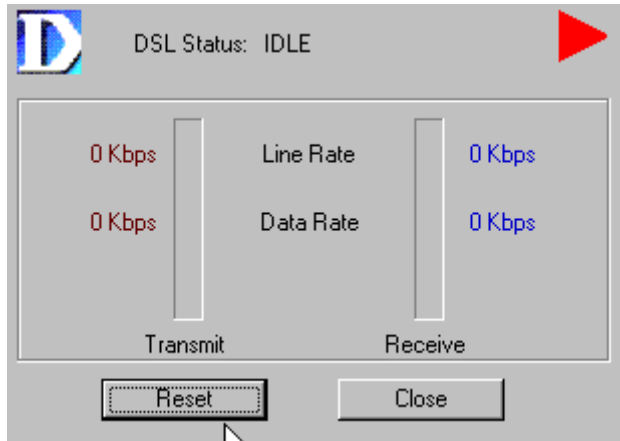 D
DSL Status: IDLE
0 Kbps Line Rate 0 Kbps
0 Kbps Data Rate 0 Kbps
Transmit Receive
Reset Close